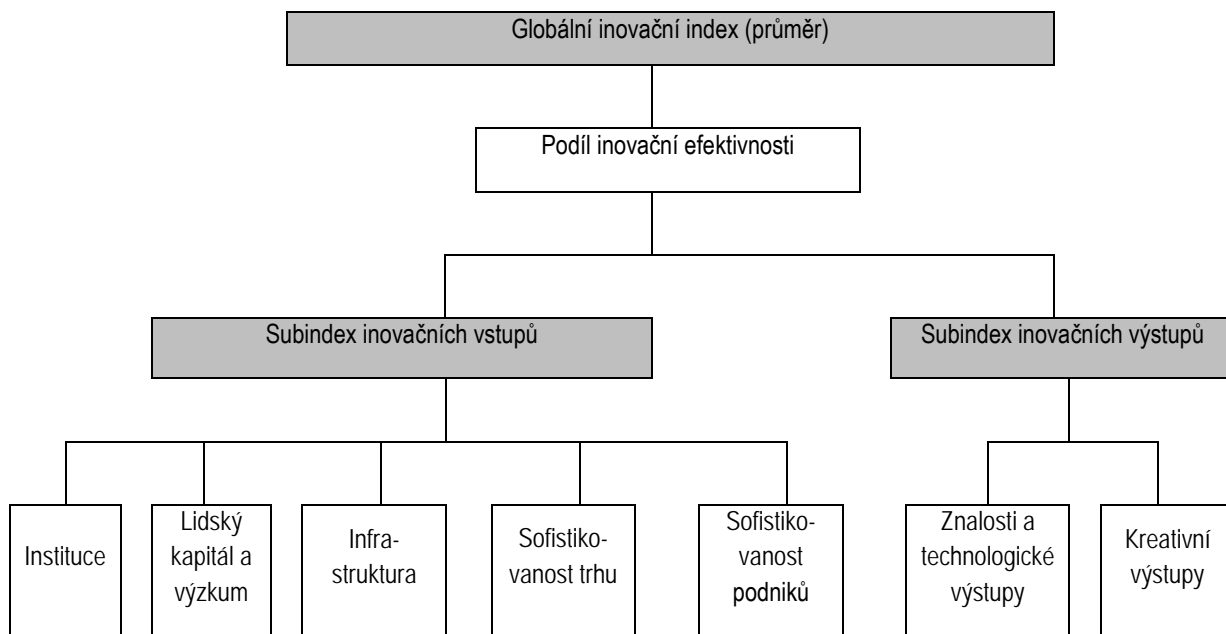 Globální inovační index (průměr)
Podíl inovační efektivnosti
Subindex inovačních vstupů
Subindex inovačních výstupů
Instituce
Lidský
kapitál a
výzkum
Infra-
struktura
Sofistiko-
vanost trhu
Sofistiko-
vanost
podniků
Znalosti a
technologické
výstupy
Kreativní
výstupy